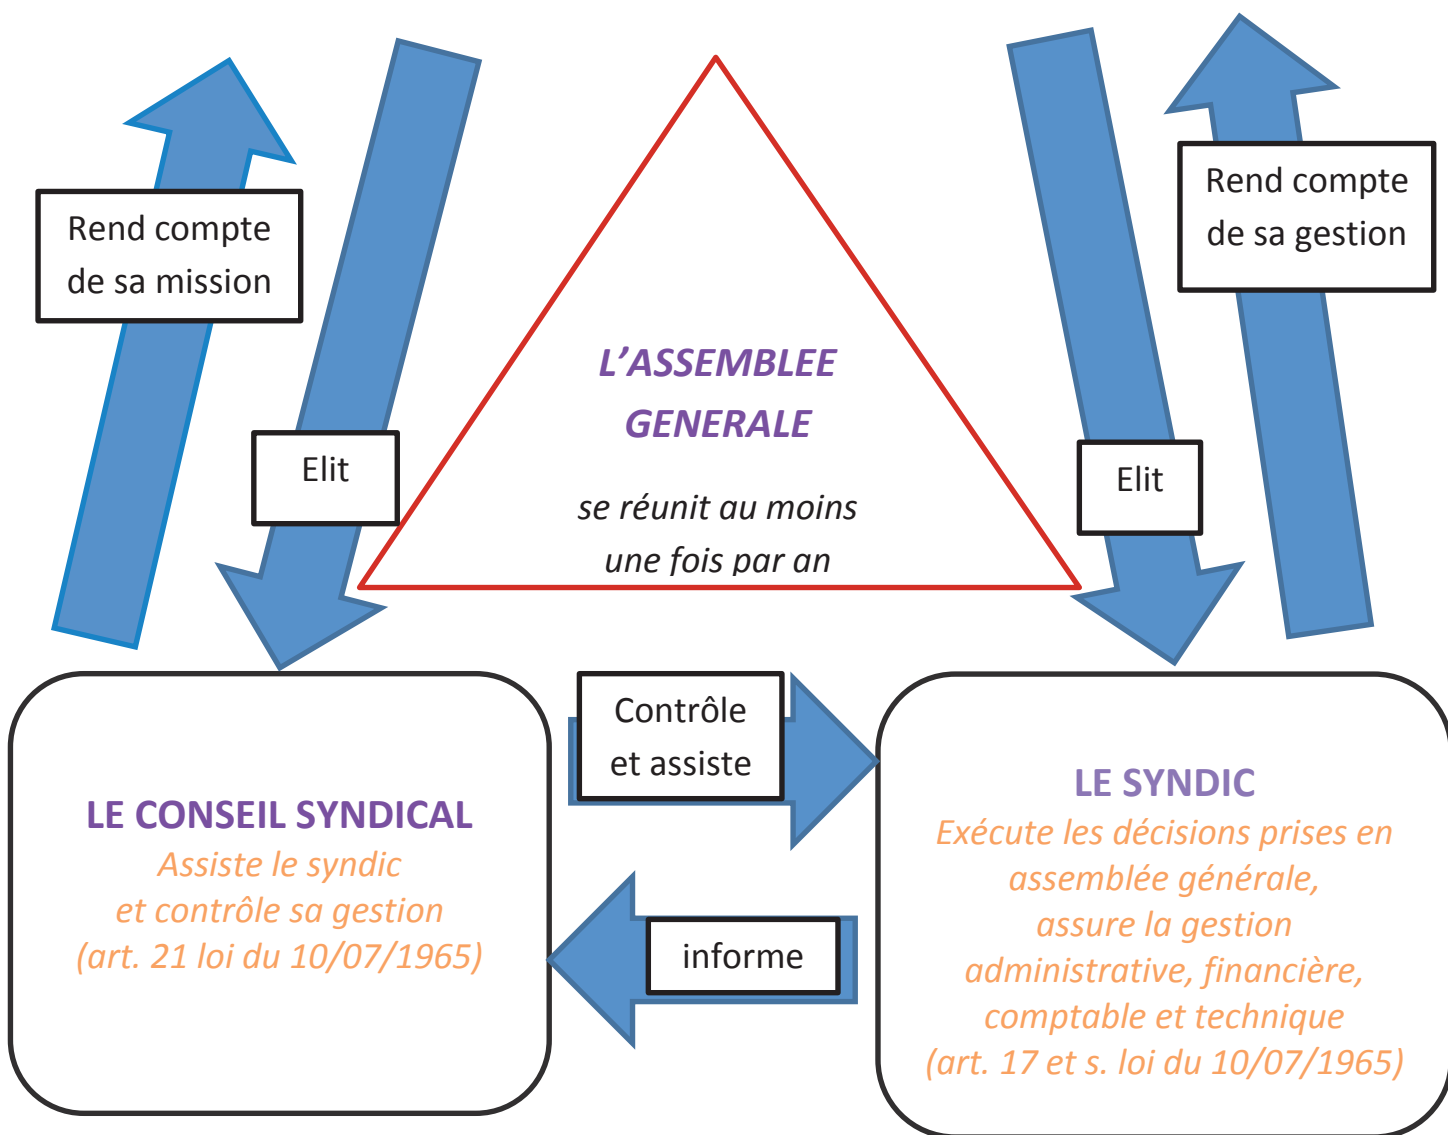 Rend compte
de sa mission
Elit
L'ASSEMBLEE
GENERALE
se réunit au moins
une fois par an
Rend compte
de sa gestion
Elit
Contrôle
et assiste
informe
LE CONSEIL SYNDICAL
Assiste le syndic
et contrôle sa gestion
(art. 21 loi du 10/07/1965)
LE SYNDIC
Exécute les décisions prises en
assemblée générale,
assure la gestion
administrative, financière,
comptable et technique
(art. 17 et s. loi du 10/07/1965)